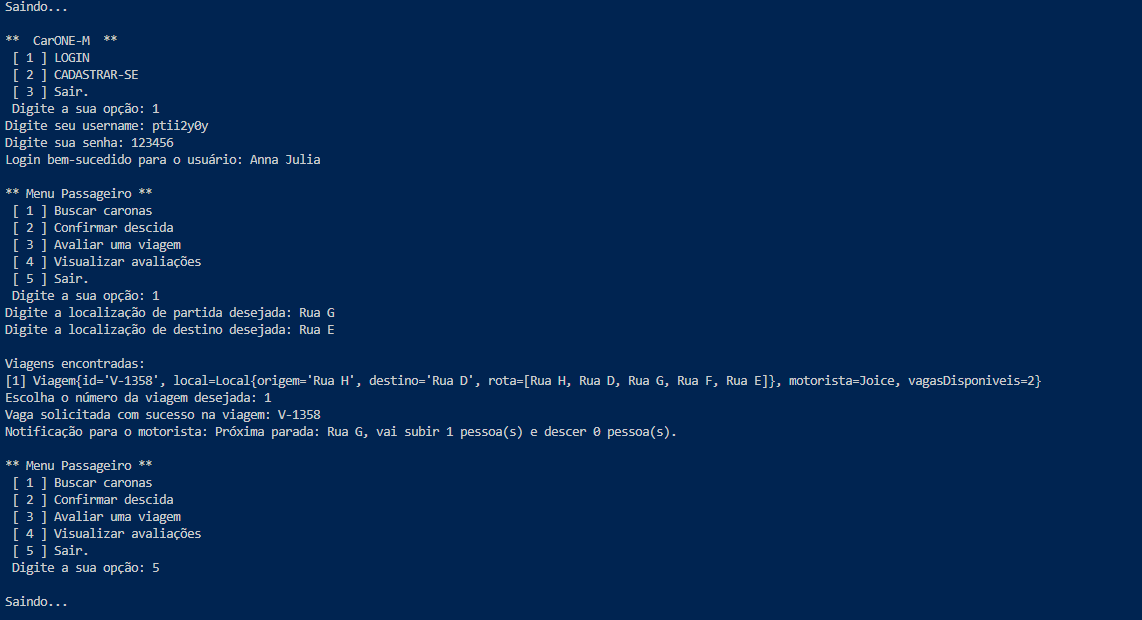 Saindo...
**  CarONE-M  **
[ 1 ] LOGIN
[ 2 ] CADASTRAR-SE
[ 3 ] Sair.
Digite a sua opção: 1
Digite seu username: ptii2y0y
Digite sua senha: 123456
Login bem-sucedido para o usuário: Anna Julia
** Menu Passageiro **
[ 1 ] Buscar caronas
[ 2 ] Confirmar descida
[ 3 ] Avaliar uma viagem
[ 4 ] Visualizar avaliações
[ 5 ] Sair.
Digite a sua opção: 1
Digite a localização de partida desejada: Rua G
Digite a localização de destino desejada: Rua E
Viagens encontradas:
[1] Viagem{id='V-1358', local=Local{origem='Rua H', destino='Rua D', rota=[Rua H, Rua D, Rua G, Rua F, Rua E]}, motorista=Joice, vagasDisponiveis=2}
Escolha o número da viagem desejada: 1
Vaga solicitada com sucesso na viagem: V-1358
Notificação para o motorista: Próxima parada: Rua G, vai subir 1 pessoa(s) e descer 0 pessoa(s).
** Menu Passageiro **
[ 1 ] Buscar caronas
[ 2 ] Confirmar descida
[ 3 ] Avaliar uma viagem
[ 4 ] Visualizar avaliações
[ 5 ] Sair.
Digite a sua opção: 5
Saindo...